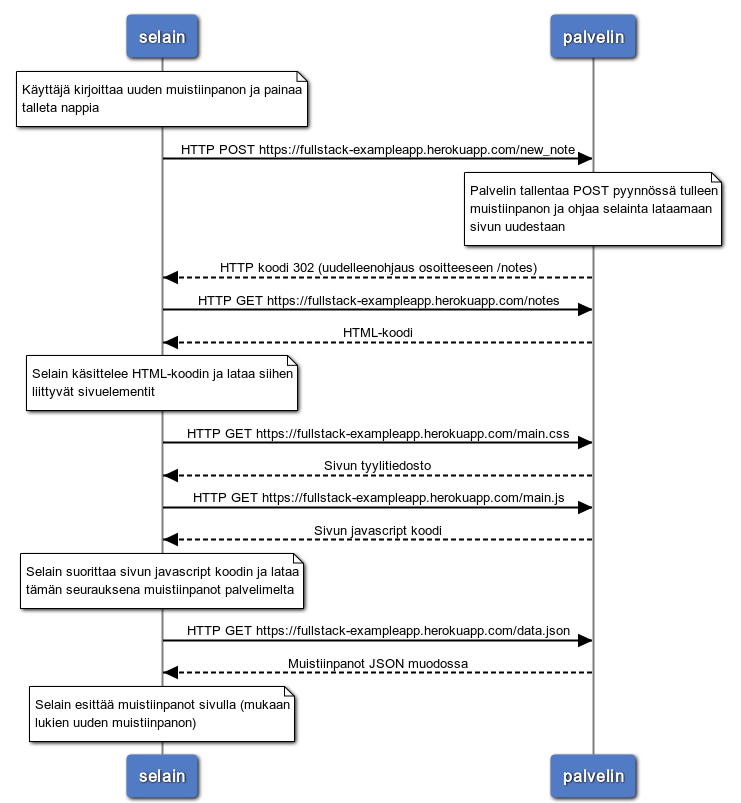 selain
palvelin
Käyttäjä kirjoittaa uuden muistiinpanon ja painaa
talleta nappia
HTTP POST https://fullstack-exampleapp.herokuapp.com/new_note
Palvelin tallentaa POST pyynnössä tulleen
muistiinpanon ja ohjaa selainta lataamaan
sivun uudestaan
HTTP koodi 302 (uudelleenohjaus osoitteeseen /notes)
HTTP GET https://fullstack-exampleapp.herokuapp.com/notes
HTML-koodi
Selain käsittelee HTML-koodin ja lataa siihen
liittyvät sivuelementit
HTTP GET https://fullstack-exampleapp.herokuapp.com/main.css
Sivun tyylitiedosto
HTTP GET https://fullstack-exampleapp.herokuapp.com/main.js
Sivun javascript koodi
Selain suorittaa sivun javascript koodin ja lataa
tämän seurauksena muistiinpanot palvelimelta
HTTP GET https://fullstack-exampleapp.herokuapp.com/data.json
Muistiinpanot JSON muodossa
Selain esittää muistiinpanot sivulla (mukaan
lukien uuden muistiinpanon)
selain
palvelin